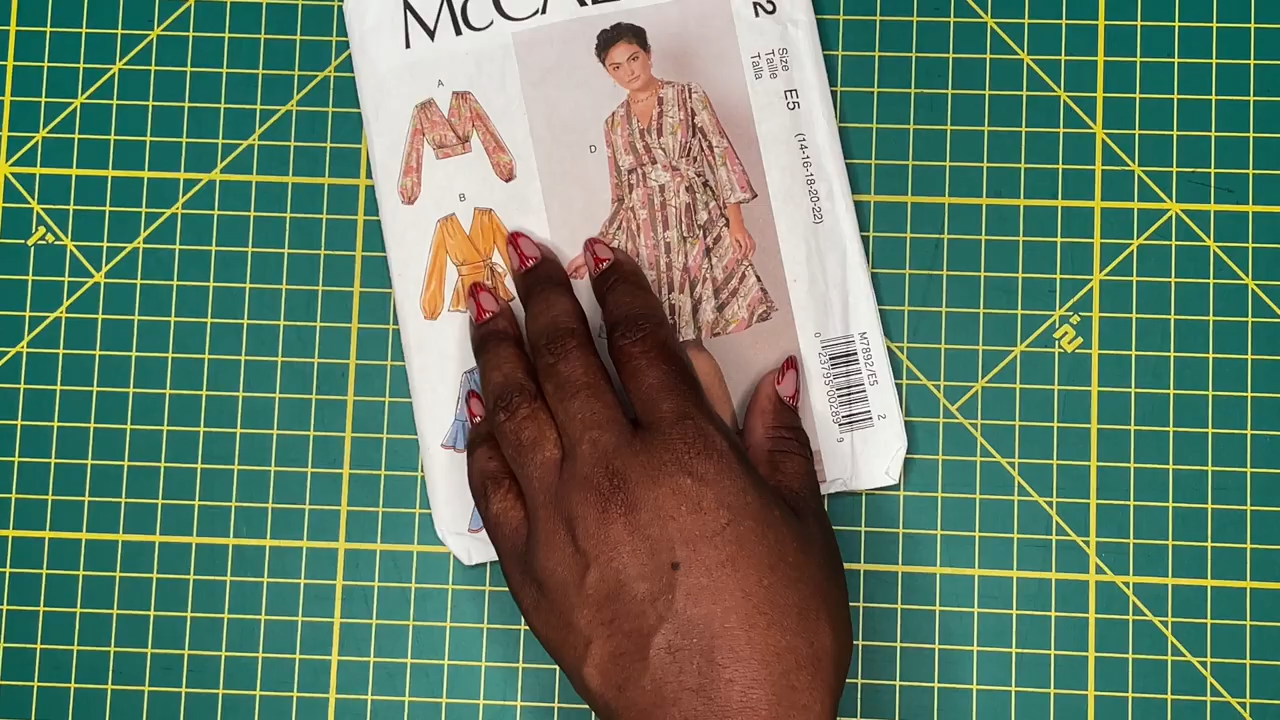 McCAL
2
A
B
D
Size
Taille
Talla
E5
(14-16-18-20-22)
M7892/E5
2
0 23795 00289 9
1"
2"